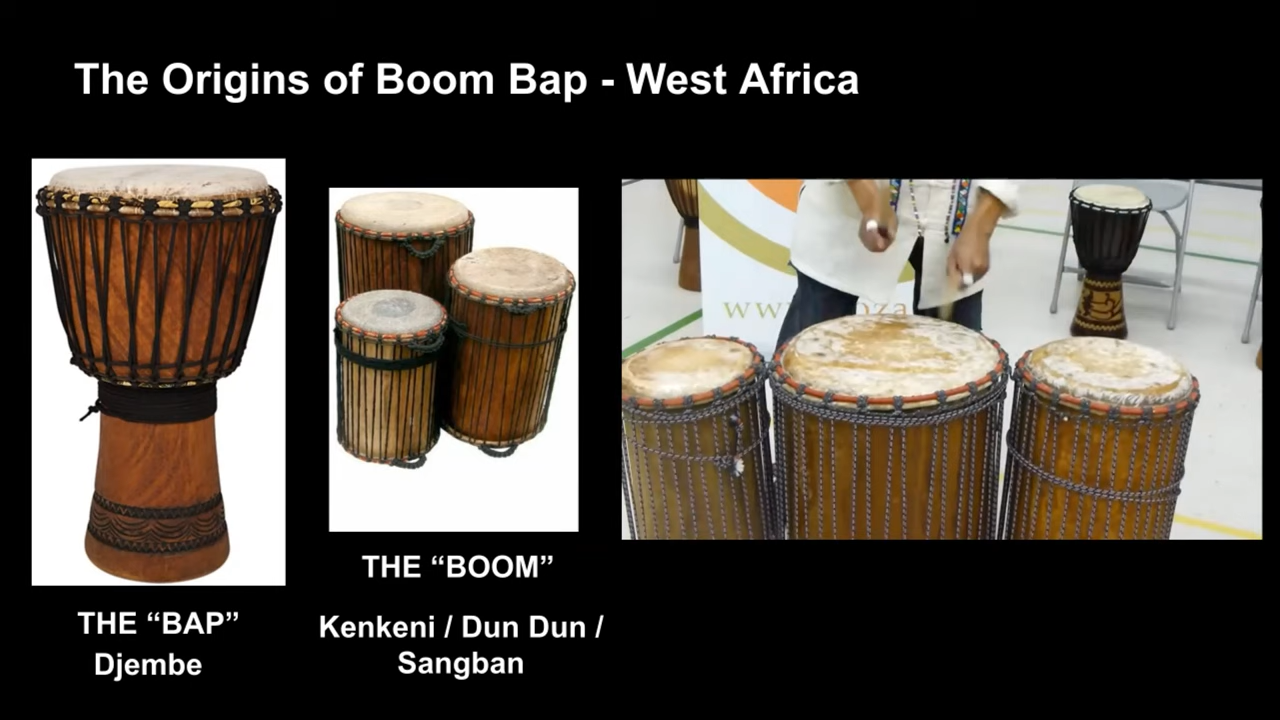 The Origins of Boom Bap - West Africa
THE “BAP”
Djembe
THE “BOOM”
Kenkeni / Dun Dun /
Sangban